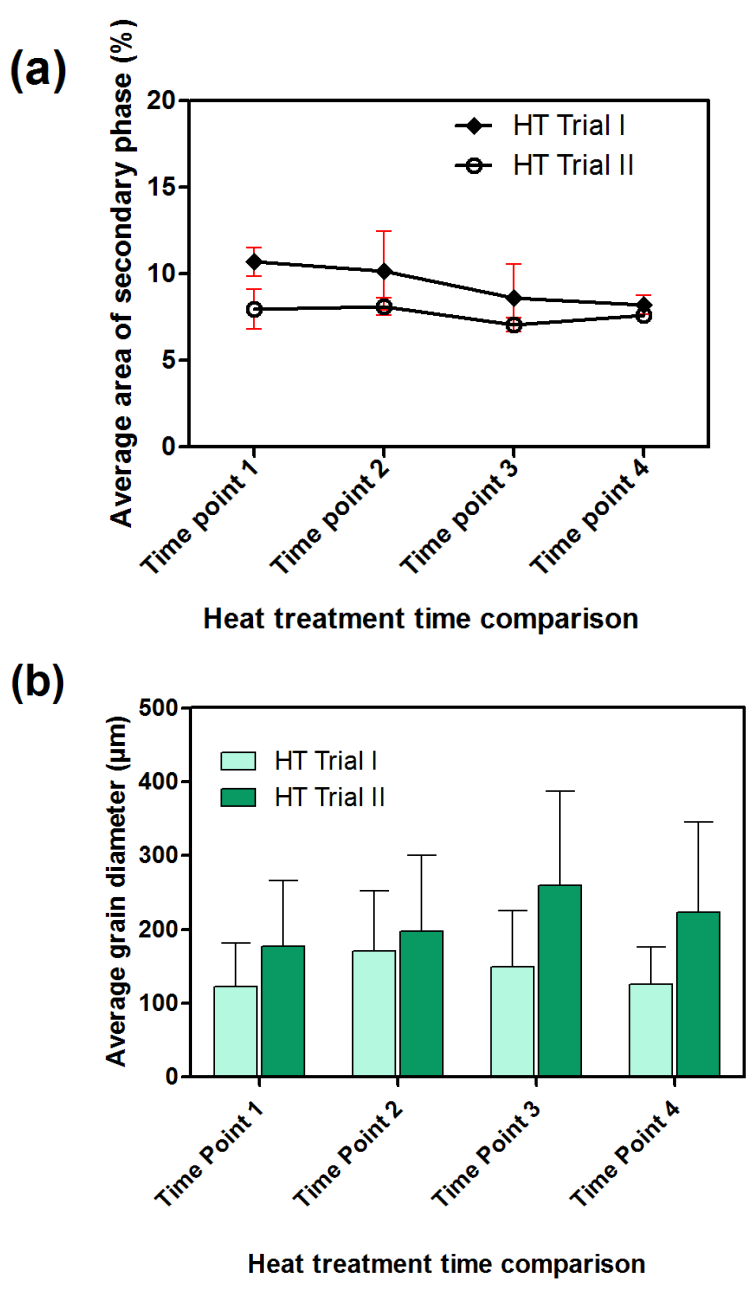 (a)
Average area of secondary phase (%)
20
15
10
5
0
HT Trial I
HT Trial II
Time point 1
Time point 2
Time point 3
Time point 4
Heat treatment time comparison
(b)
Average grain diameter (μm)
500
400
300
200
100
0
HT Trial I
HT Trial II
Time Point 1
Time Point 2
Time Point 3
Time Point 4
Heat treatment time comparison